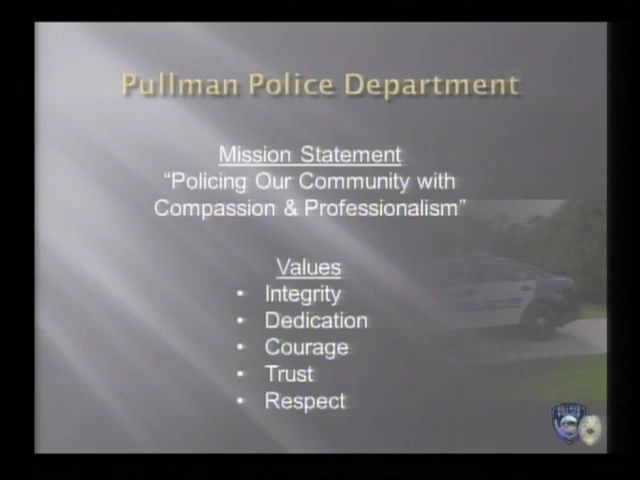 Pullman Police Department
Mission Statement
“Policing Our Community with
Compassion & Professionalism”
Values
• Integrity
• Dedication
• Courage
• Trust
• Respect